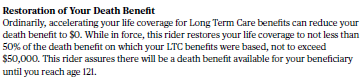 Restoration of Your Death Benefit
Ordinarily, accelerating your life coverage for Long Term Care benefits can reduce your
death benefit to $0. While in force, this rider restores your life coverage to not less than
50% of the death benefit on which your LTC benefits were based, not to exceed
$50,000. This rider assures there will be a death benefit available for your beneficiary
until you reach age 121.